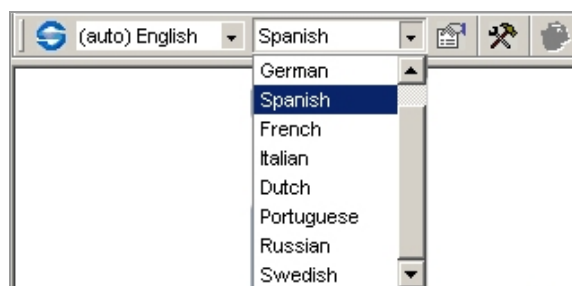 (auto) English Spanish
German
Spanish
French
Italian
Dutch
Portuguese
Russian
Swedish